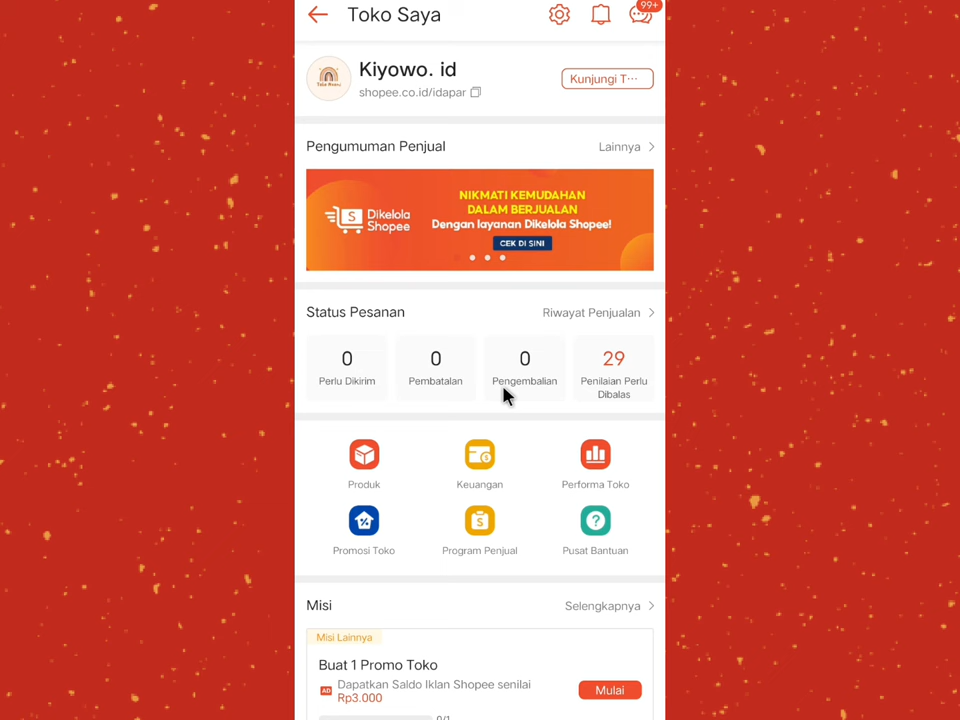 Toko Saya
99+
Kiyowo. id
shopee.co.id/idapar
Kunjungi T···
Pengumuman Penjual
Lainnya
NIKMATI KEMUDAHAN
DALAM BERJUALAN
Dengan layanan Dikelola Shopee!
Dikelola
Shopee
CEK DI SINI
Status Pesanan
Riwayat Penjualan
0
0
0
29
Perlu Dikirim
Pembatalan
Pengembalian
Penilaian Perlu
Dibalas
Produk
Keuangan
Performa Toko
Promosi Toko
Program Penjual
Pusat Bantuan
Misi
Selengkapnya
Misi Lainnya
Buat 1 Promo Toko
AD
Dapatkan Saldo Iklan Shopee senilai
Rp3.000
Mulai
0/1